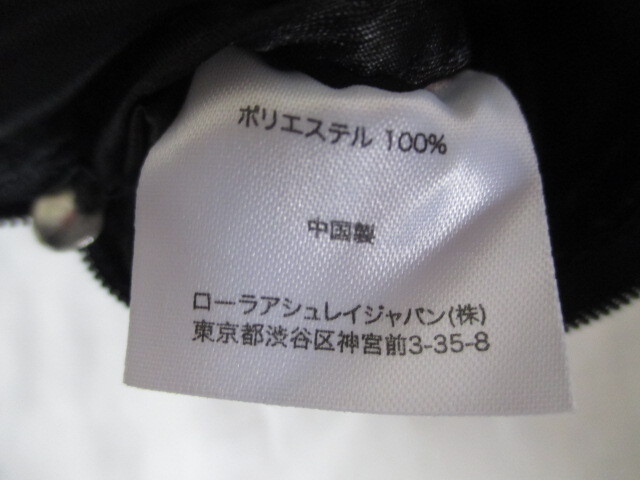 ポリエステル 100%
中国製
ローラアシュレイジャパン(株)
東京都渋谷区神宮前3-35-8